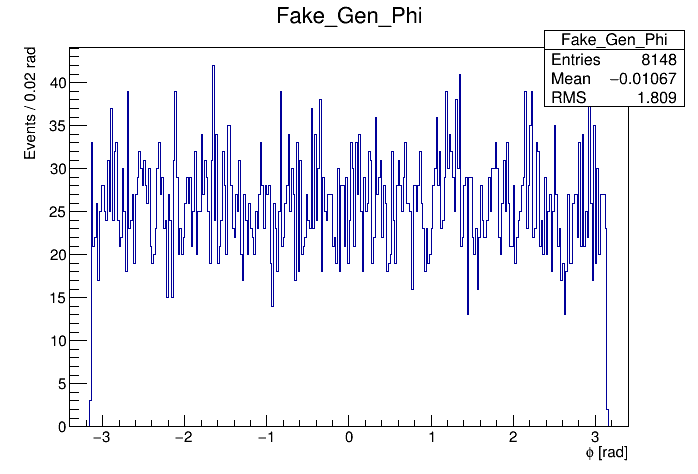 Fake_Gen_Phi
Fake_Gen_Phi
Entries 8148
Mean −0.01067
RMS 1.809
Events / 0.02 rad
40
35
30
25
20
15
10
5
0
−3 −2 −1 0 1 2 3
ϕ [rad]